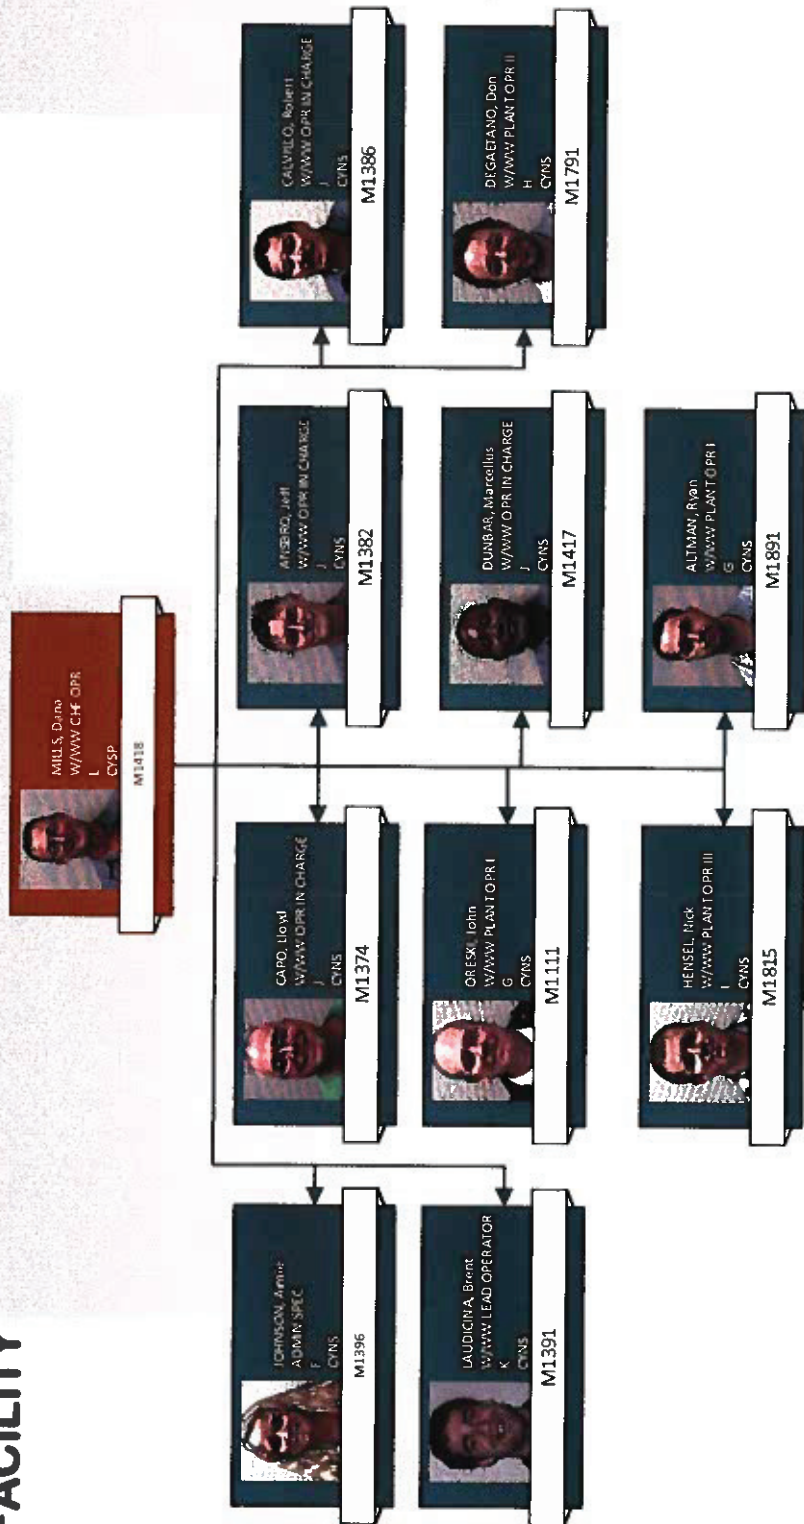 FACILITY
MILLS, Dana
W/WW CHF OPR
L
CYSP
M1418
JOHNSON,
ADMIN SPEC
F
CYNS
M1396
CAPO, Lloyd
W/WW OPR IN CHARGE
J
CYNS
M1374
ANSBRO, Jeff
W/WW OPR IN CHARGE
J
CYNS
M1382
Robert
W/WW OPR IN CHARGE
J
CYNS
M1386
LAUDICINA, Brent
W/WW LEAD OPERATOR
K
CYNS
M1391
ORESKI, John
W/WW PLANT OPR I
G
CYNS
M1111
DUNBAR, Marcellus
W/WW OPR IN CHARGE
J
CYNS
M1417
DEGAETANO, Don
W/WW PLANT OPR II
H
CYNS
M1791
HENSEL, Nick
W/WW PLANT OPR III
I
CYNS
M1815
ALTMAN, Ryan
W/WW PLANT OPR I
G
CYNS
M1891